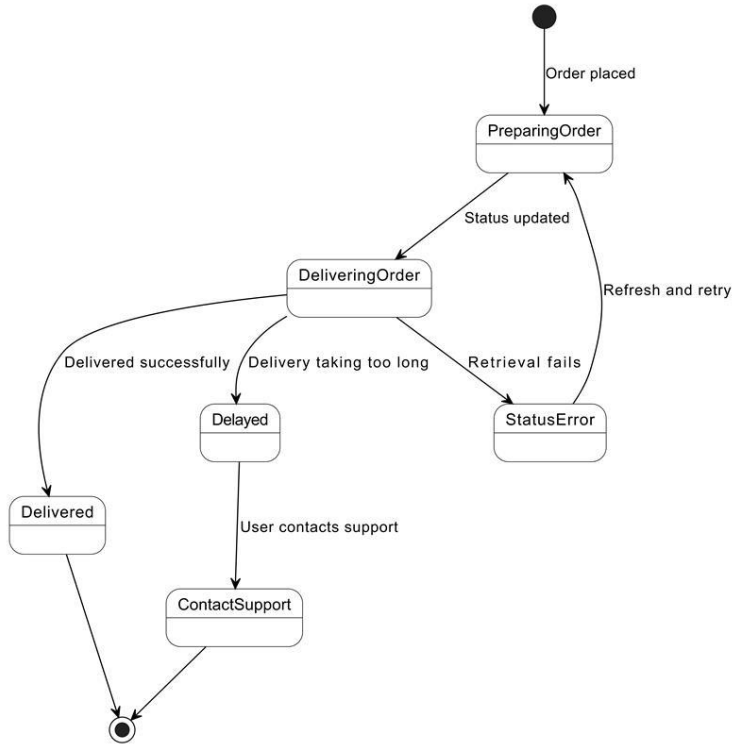 Order placed
PreparingOrder
Status updated
DeliveringOrder
Refresh and retry
Delivered successfully
Delivery taking too long
Retrieval fails
Delayed
StatusError
Delivered
User contacts support
ContactSupport